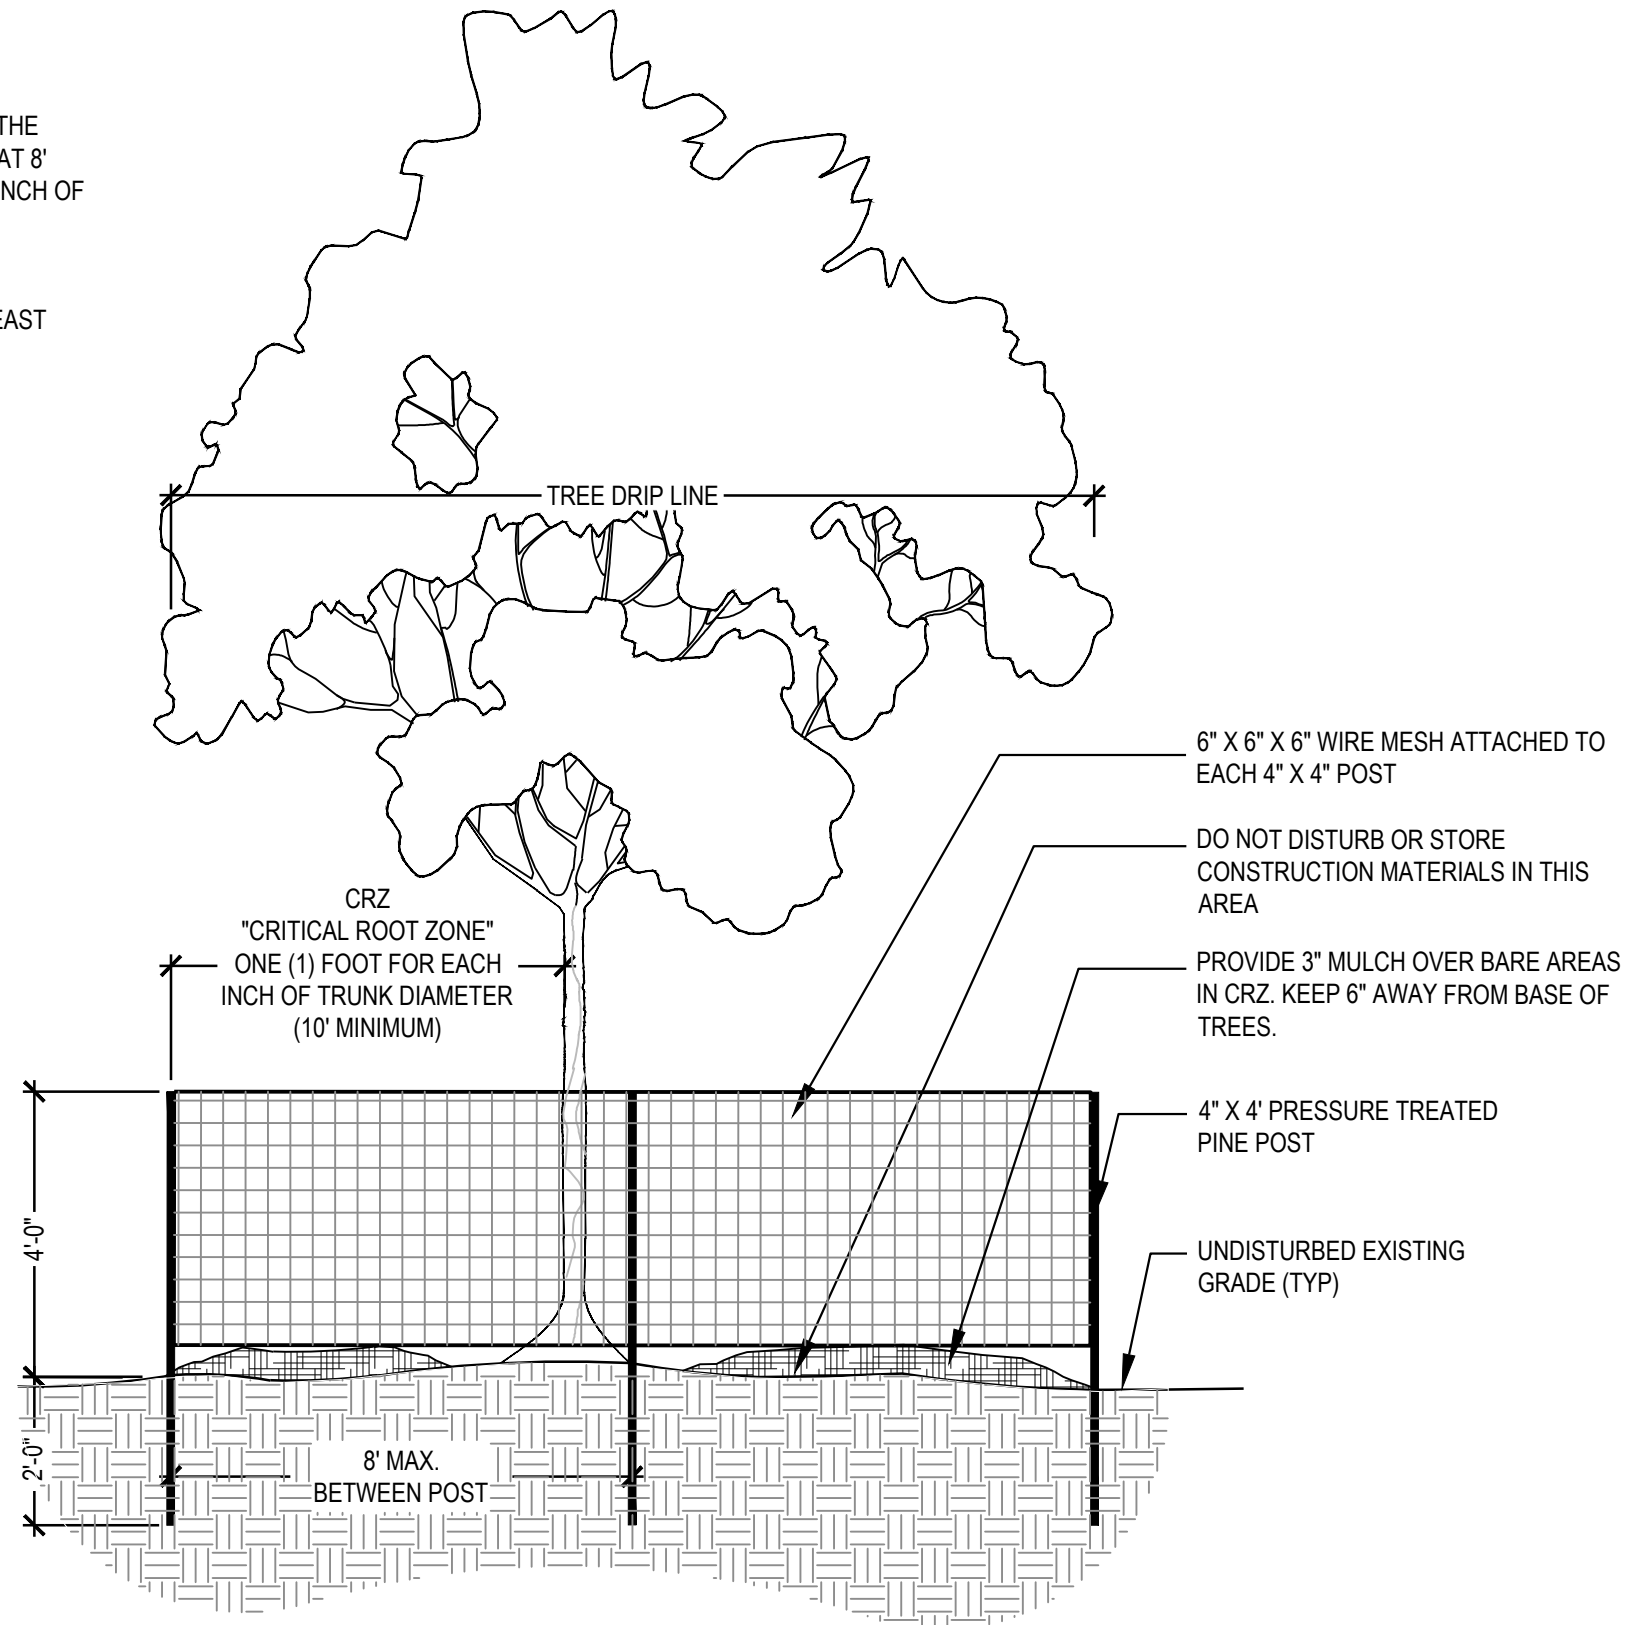 THE
AT 8'
INCH OF
EAST
TREE DRIP LINE
6" X 6" X 6" WIRE MESH ATTACHED TO
EACH 4" X 4" POST
DO NOT DISTURB OR STORE
CONSTRUCTION MATERIALS IN THIS
AREA
CRZ
"CRITICAL ROOT ZONE"
ONE (1) FOOT FOR EACH
INCH OF TRUNK DIAMETER
(10' MINIMUM)
PROVIDE 3" MULCH OVER BARE AREAS
IN CRZ. KEEP 6" AWAY FROM BASE OF
TREES.
4" X 4' PRESSURE TREATED
PINE POST
4'-0"
UNDISTURBED EXISTING
GRADE (TYP)
2'-0"
8' MAX.
BETWEEN POST